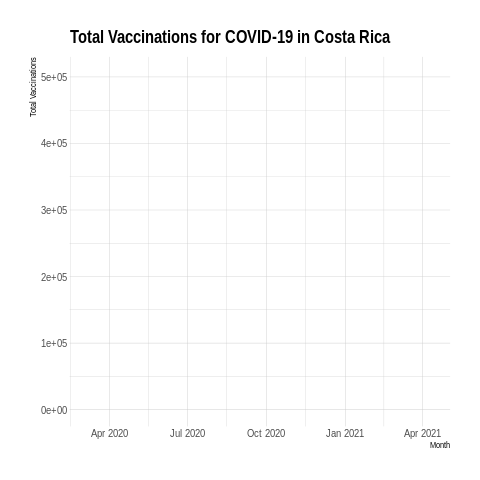 Total Vaccinations for COVID-19 in Costa Rica
Total Vaccinations
5e+05
4e+05
3e+05
2e+05
1e+05
0e+00
Apr 2020 Jul 2020 Oct 2020 Jan 2021 Apr 2021
Month